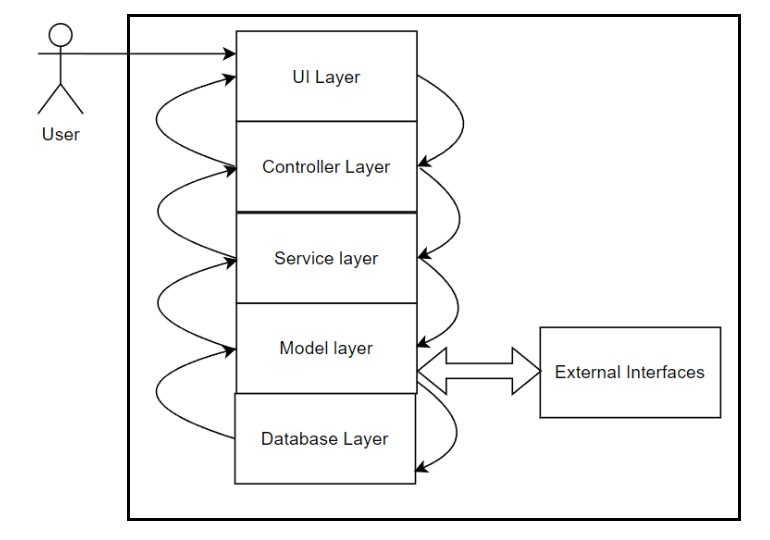 UI Layer
User
Controller Layer
Service layer
Model layer
External Interfaces
Database Layer